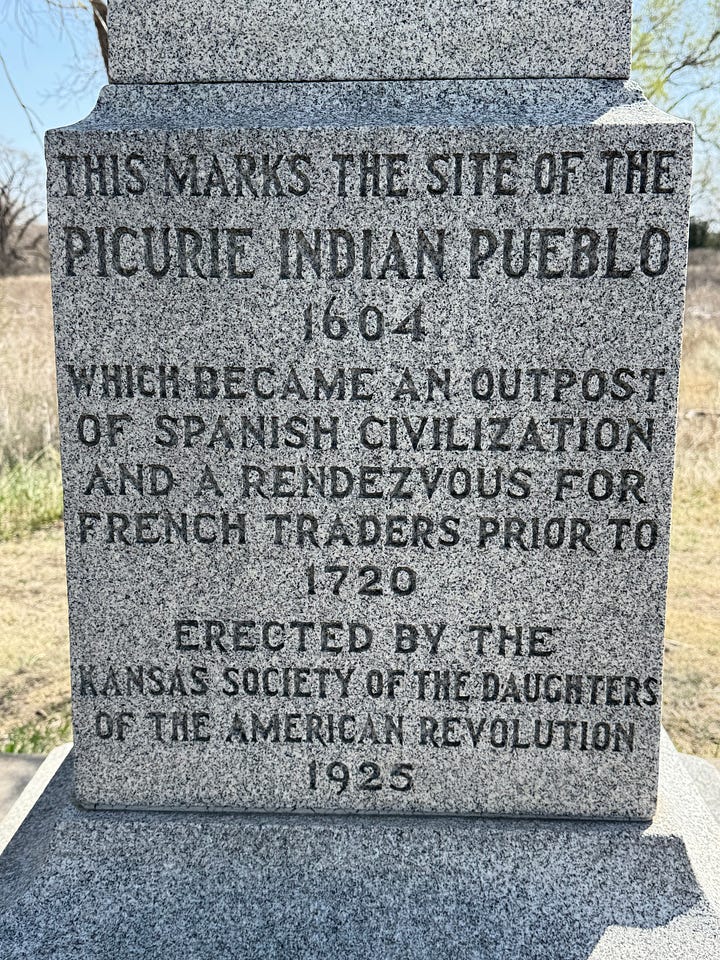 THIS MARKS THE SITE OF THE
PICURIE INDIAN PUEBLO
1604
WHICH BECAME AN OUTPOST
OF SPANISH CIVILIZATION
AND A RENDEZVOUS FOR
FRENCH TRADERS PRIOR TO
1720
ERECTED BY THE
KANSAS SOCIETY OF THE DAUGHTERS
OF THE AMERICAN REVOLUTION
1925